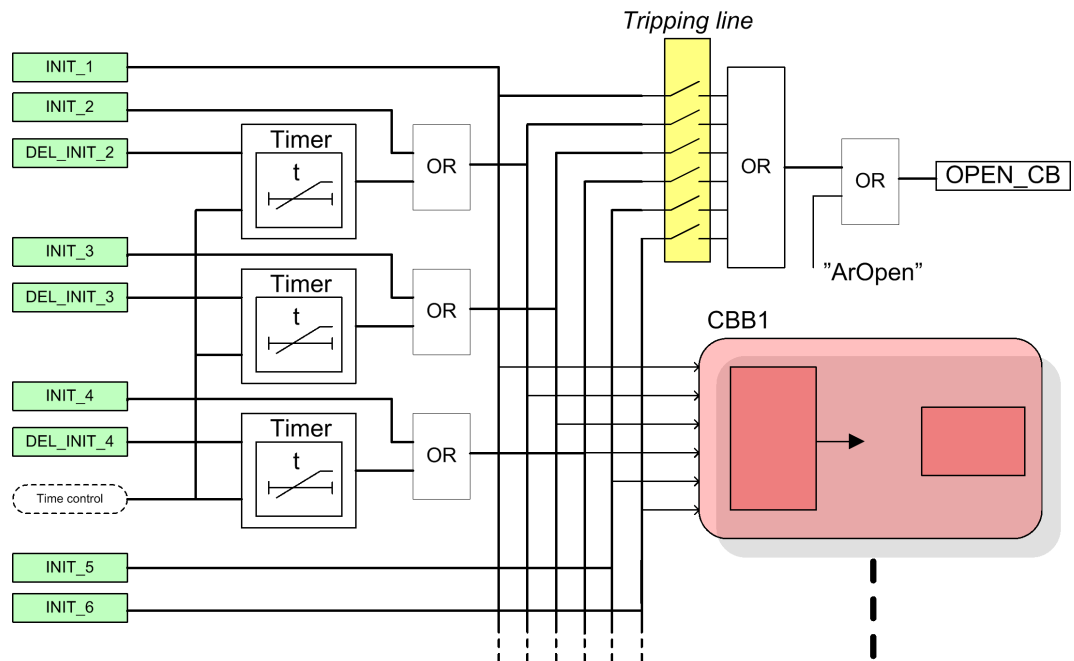 Tripping line
INIT_1
INIT_2
DEL_INIT_2
Timer
t
OR
OR
OR
OPEN_CB
"ArOpen"
INIT_3
DEL_INIT_3
Timer
t
OR
CBB1
INIT_4
DEL_INIT_4
Timer
t
OR
Time control
INIT_5
INIT_6